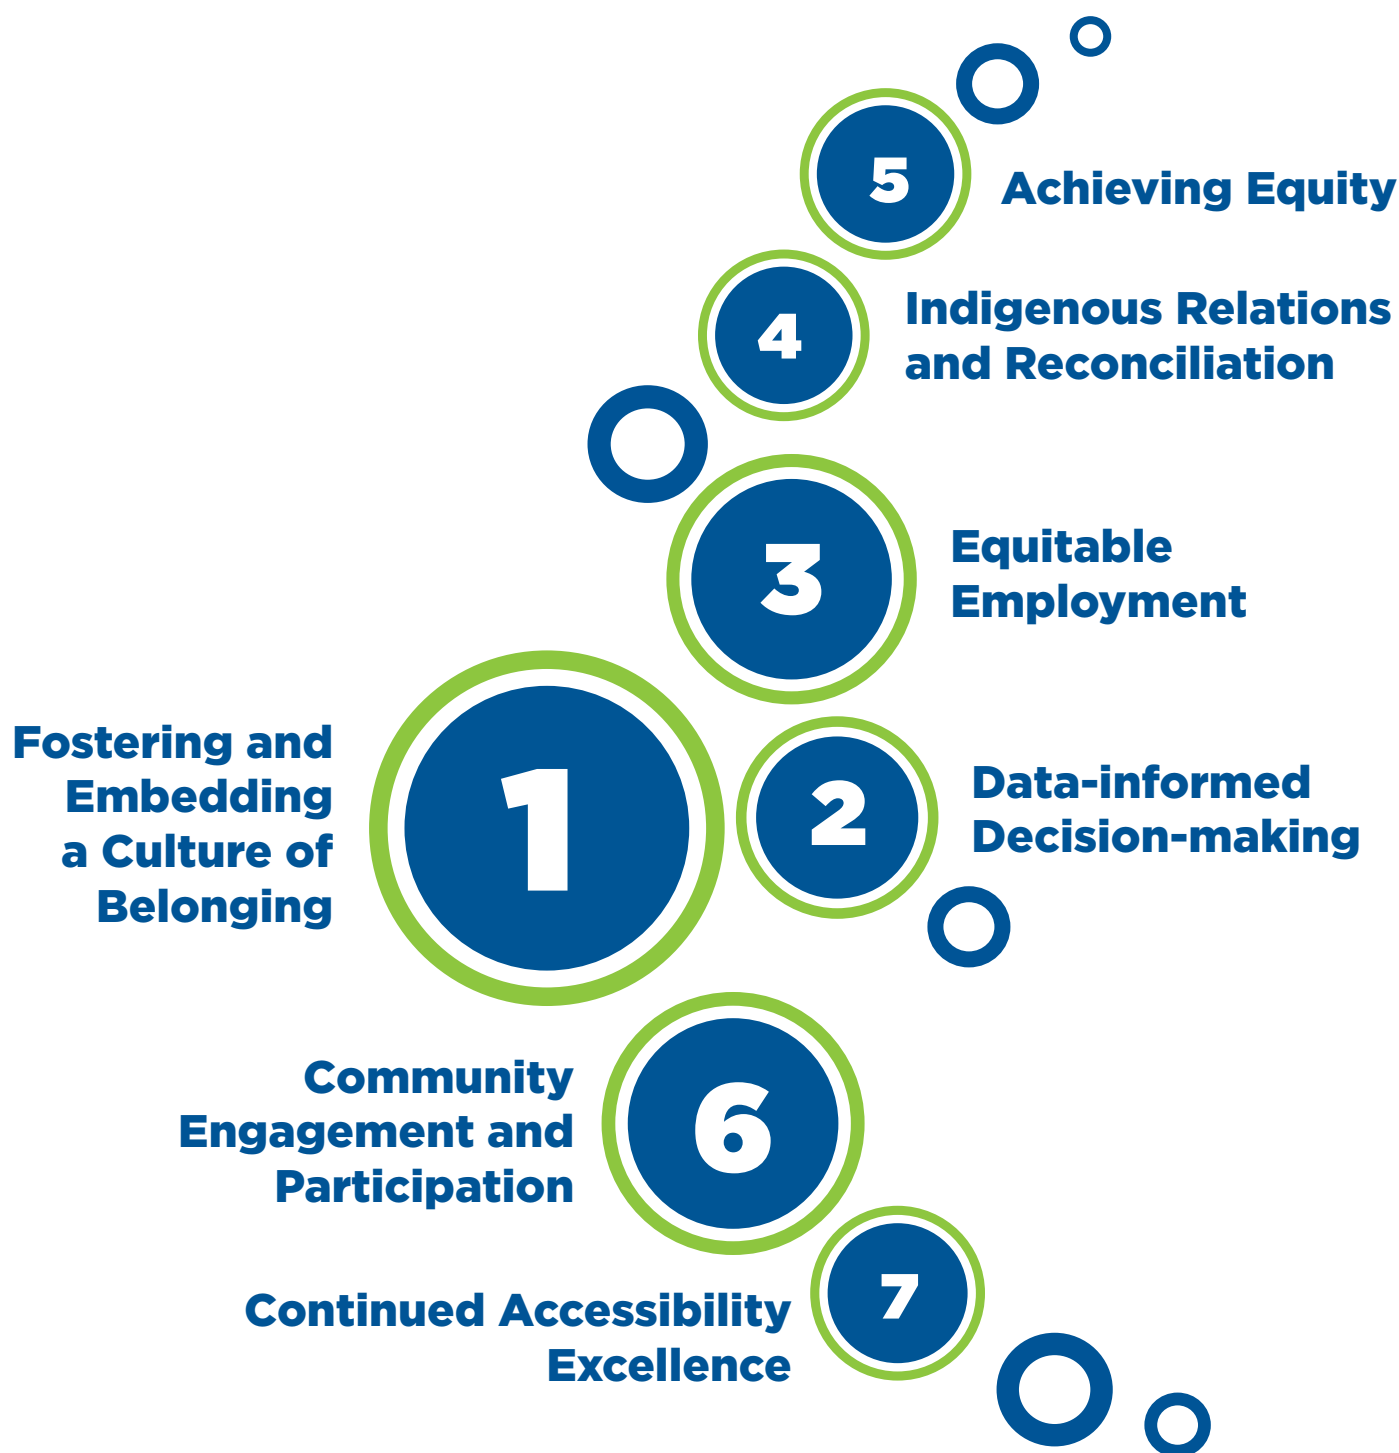 5
Achieving Equity
4
Indigenous Relations
and Reconciliation
3
Equitable
Employment
Fostering and
Embedding
a Culture of
Belonging
1
2
Data-informed
Decision-making
Community
Engagement and
Participation
6
Continued Accessibility
Excellence
7